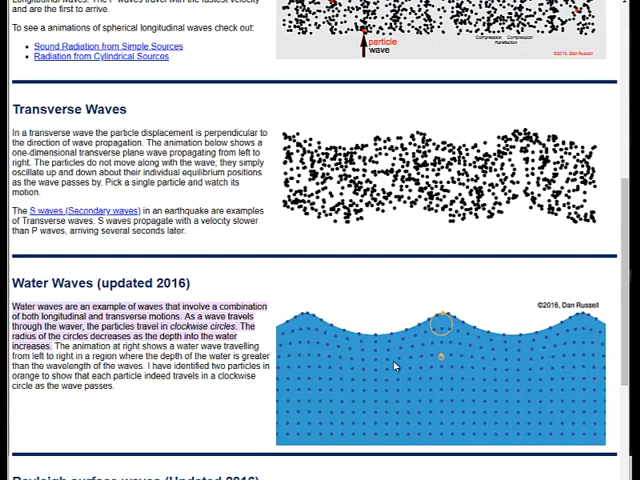 and are the first to arrive.
To see a animations of spherical longitudinal waves check out:
Sound Radiation from Simple Sources
Radiation from Cylindrical Sources
particle
wave
Compression Compression
Rarefaction
©2016, Dan Russell
Transverse Waves
In a transverse wave the particle displacement is perpendicular to
the direction of wave propagation. The animation below shows a
one-dimensional transverse plane wave propagating from left to
right. The particles do not move along with the wave; they simply
oscillate up and down about their individual equilibrium positions
as the wave passes by. Pick a single particle and watch its
motion.
The S waves (Secondary waves) in an earthquake are examples
of Transverse waves. S waves propagate with a velocity slower
than P waves, arriving several seconds later.
Water Waves (updated 2016)
©2016, Dan Russell
Water waves are an example of waves that involve a combination
of both longitudinal and transverse motions. As a wave travels
through the waver, the particles travel in clockwise circles. The
radius of the circles decreases as the depth into the water
increases. The animation at right shows a water wave travelling
from left to right in a region where the depth of the water is greater
than the wavelength of the waves. I have identified two particles in
orange to show that each particle indeed travels in a clockwise
circle as the wave passes.
Rayleigh surface waves (Updated 2016)